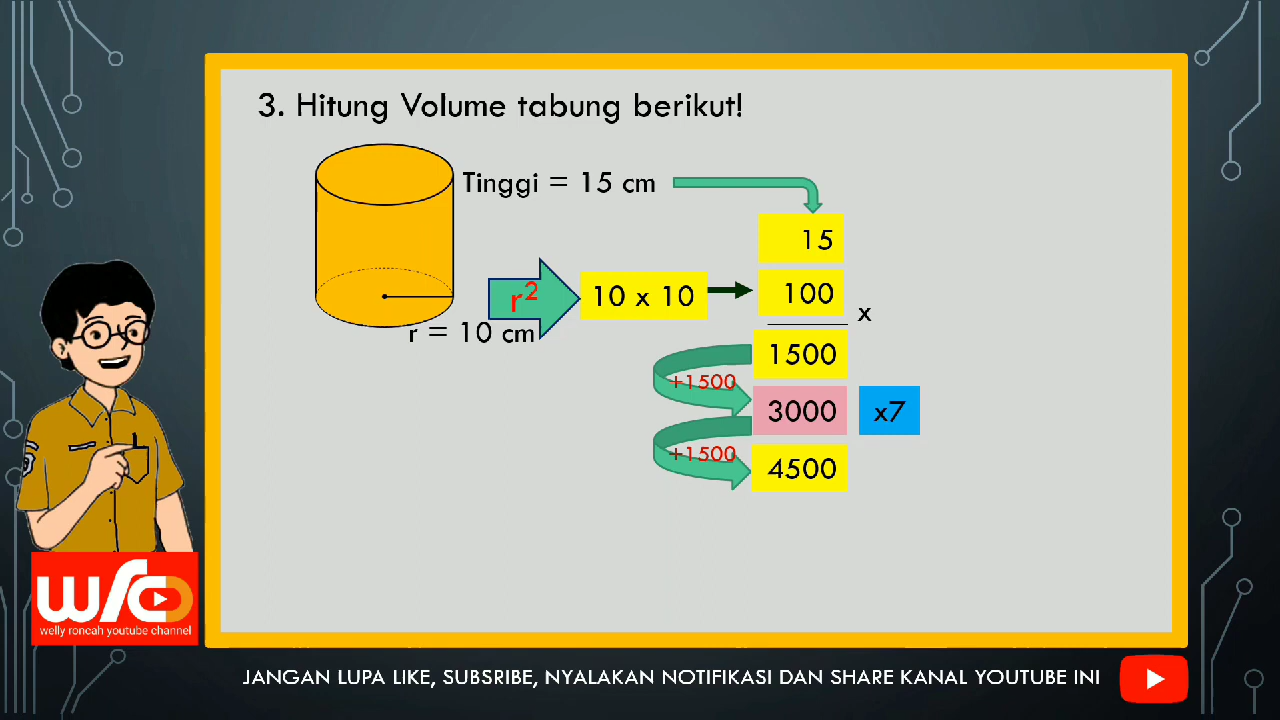 3. Hitung Volume tabung berikut!
Tinggi = 15 cm
15
r²
10 x 10
100
x
r = 10 cm
1500
+1500
3000
x7
+1500
4500
wrc
welly roncah youtube channel
JANGAN LUPA LIKE, SUBSRIBE, NYALAKAN NOTIFIKASI DAN SHARE KANAL YOUTUBE INI